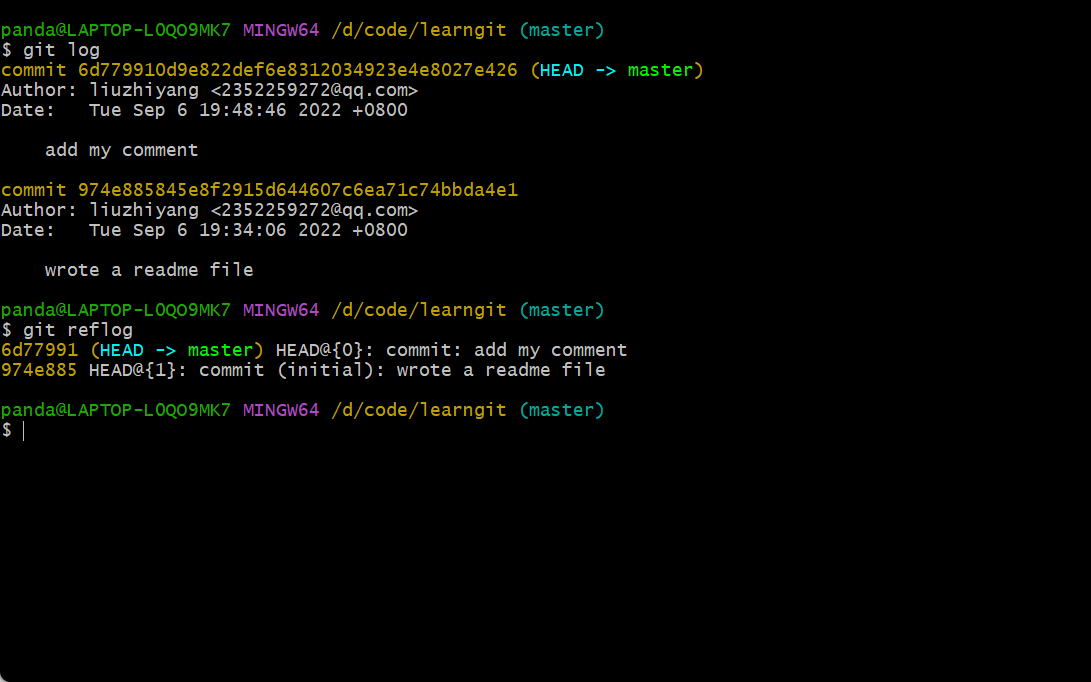 panda@LAPTOP-L0QO9MK7 MINGW64 /d/code/learngit (master)
$ git log
commit 6d779910d9e822def6e8312034923e4e8027e426 (HEAD -> master)
Author: liuzhiyang <2352259272@qq.com>
Date:   Tue Sep 6 19:48:46 2022 +0800
    add my comment
commit 974e885845e8f2915d644607c6ea71c74bbda4e1
Author: liuzhiyang <2352259272@qq.com>
Date:   Tue Sep 6 19:34:06 2022 +0800
    wrote a readme file
panda@LAPTOP-L0QO9MK7 MINGW64 /d/code/learngit (master)
$ git reflog
6d77991 (HEAD -> master) HEAD@{0}: commit: add my comment
974e885 HEAD@{1}: commit (initial): wrote a readme file
panda@LAPTOP-L0QO9MK7 MINGW64 /d/code/learngit (master)
$